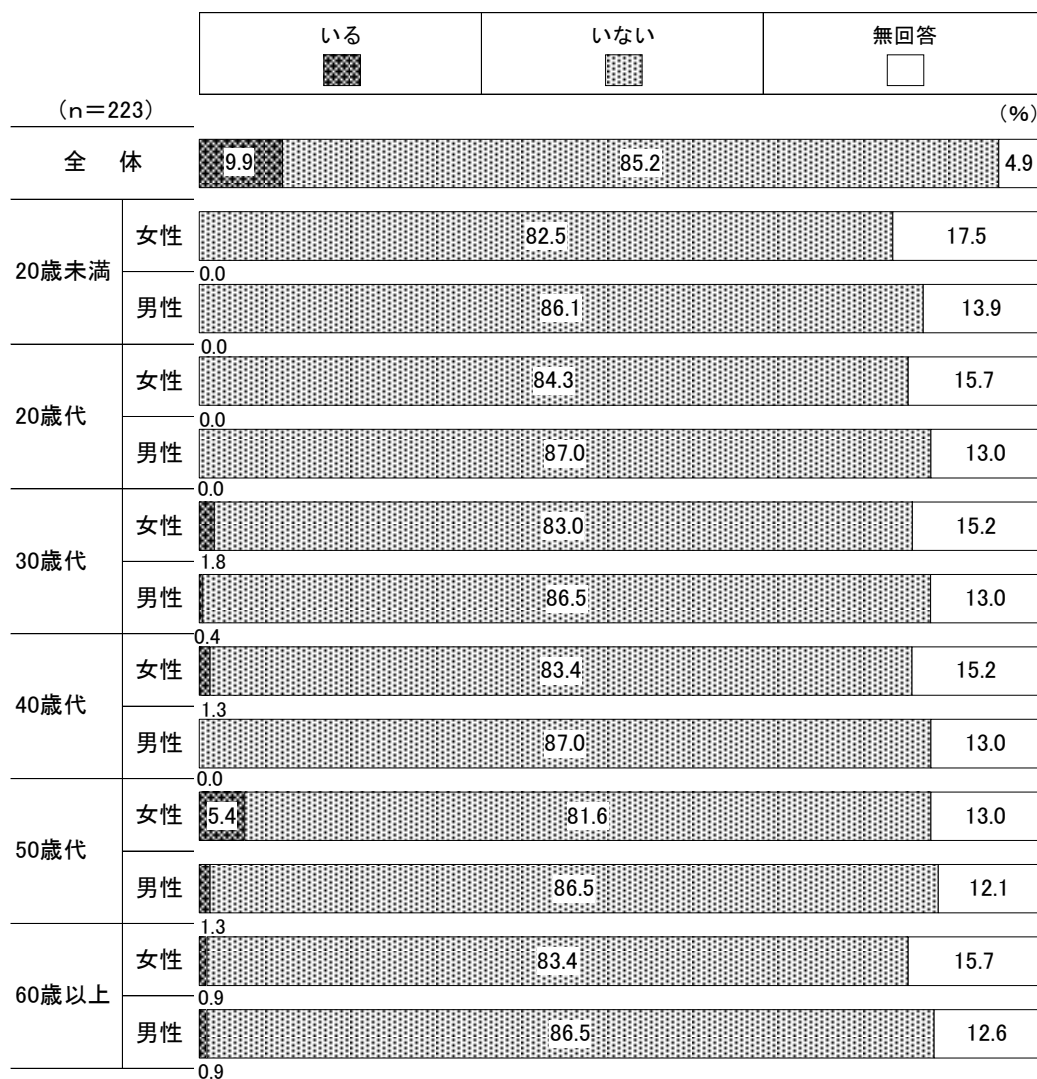 いる いない 無回答
（n＝223） (%)
全 体 9.9 85.2 4.9
20歳未満
女性 82.5 17.5
0.0
男性 86.1 13.9
0.0
20歳代
女性 84.3 15.7
0.0
男性 87.0 13.0
0.0
30歳代
女性 83.0 15.2
1.8
男性 86.5 13.0
0.4
40歳代
女性 83.4 15.2
1.3
男性 87.0 13.0
0.0
50歳代
女性 5.4 81.6 13.0
男性 86.5 12.1
1.3
60歳以上
女性 83.4 15.7
0.9
男性 86.5 12.6
0.9